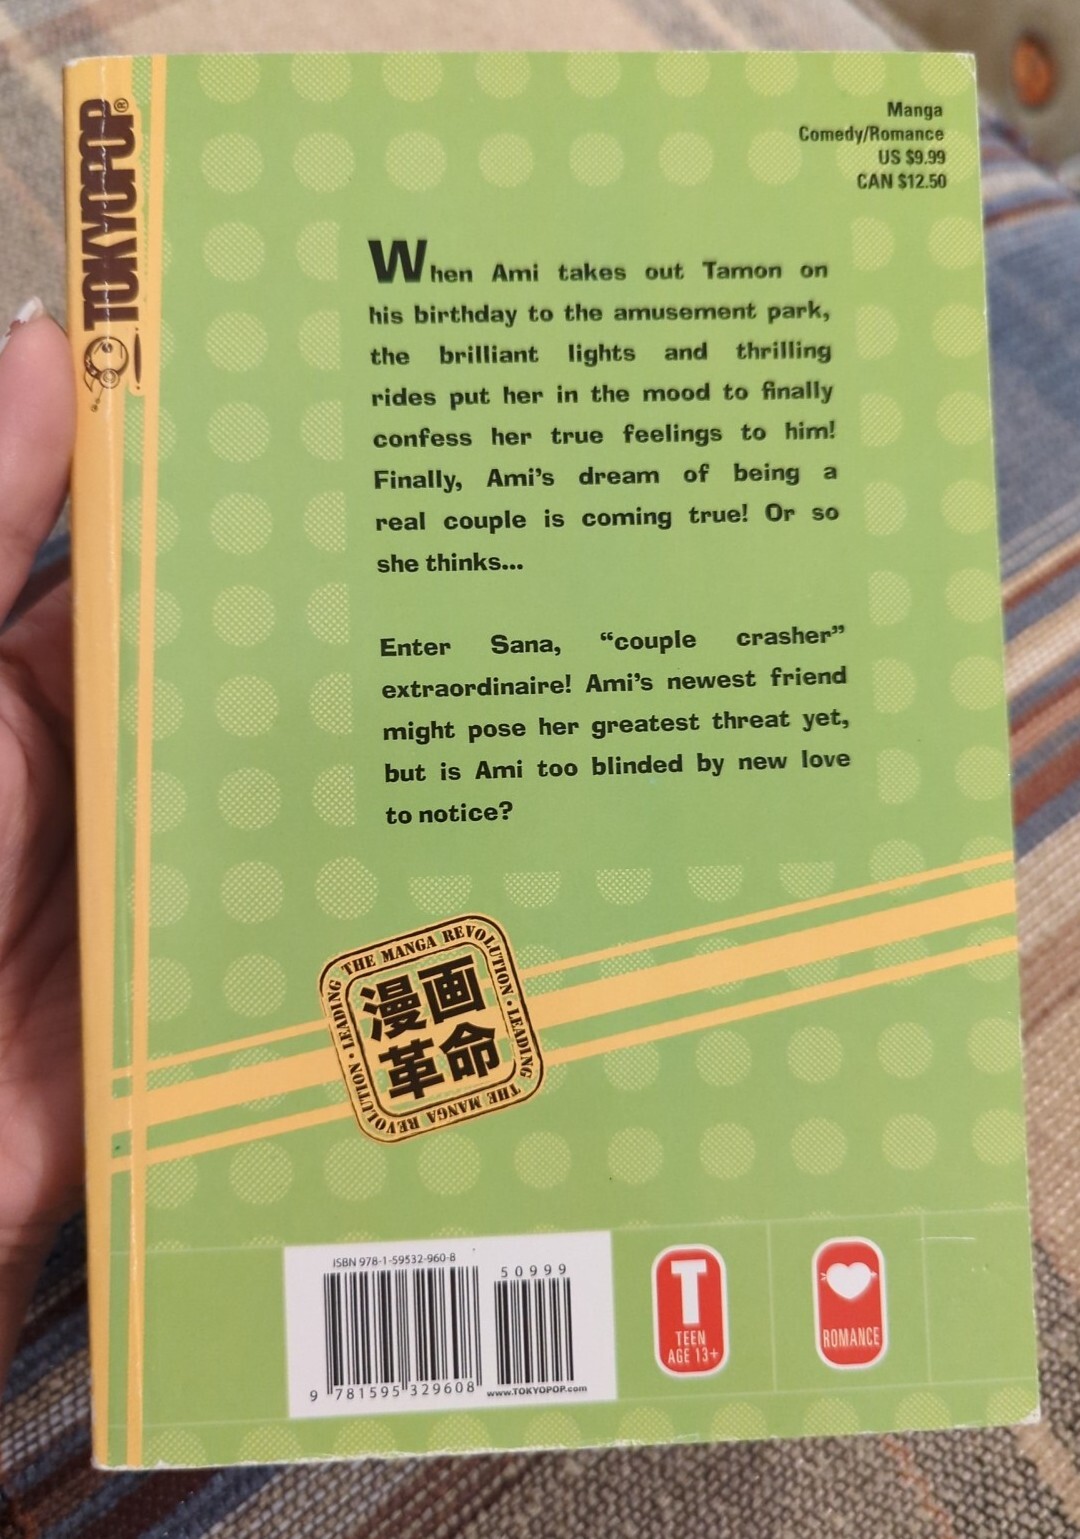 TOKYOPOP®
Manga
Comedy/Romance
US $9.99
CAN $12.50
When Ami takes out Tamon on
his birthday to the amusement park,
the brilliant lights and thrilling
rides put her in the mood to finally
confess her true feelings to him!
Finally, Ami's dream of being a
real couple is coming true! Or so
she thinks...
Enter Sana, "couple crasher"
extraordinaire! Ami's newest friend
might pose her greatest threat yet,
but is Ami too blinded by new love
to notice?
LEADING THE MANGA REVOLUTION • LEADING THE MANGA REVOLUTION •
漫画
革命
ISBN 978-1-59532-960-8
50999
9 781595 329608
www.TOKYOPOP.com
T
TEEN
AGE 13+
ROMANCE